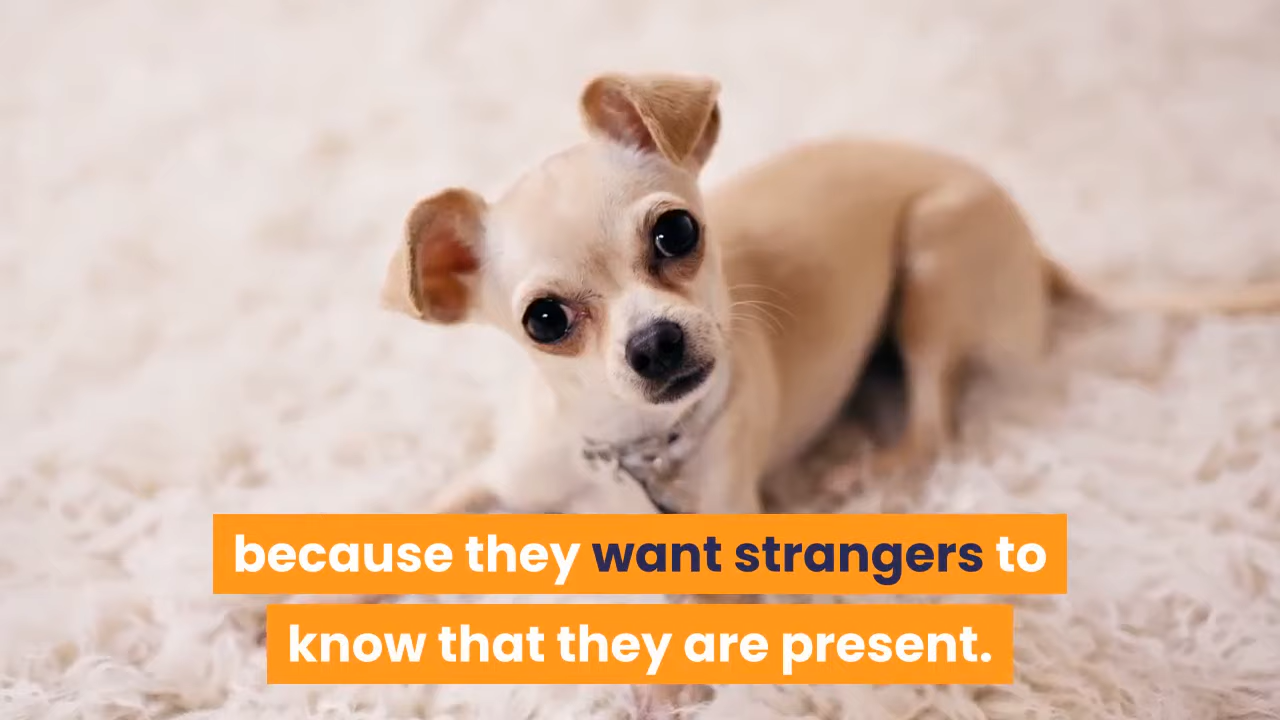 because they want strangers to
know that they are present.